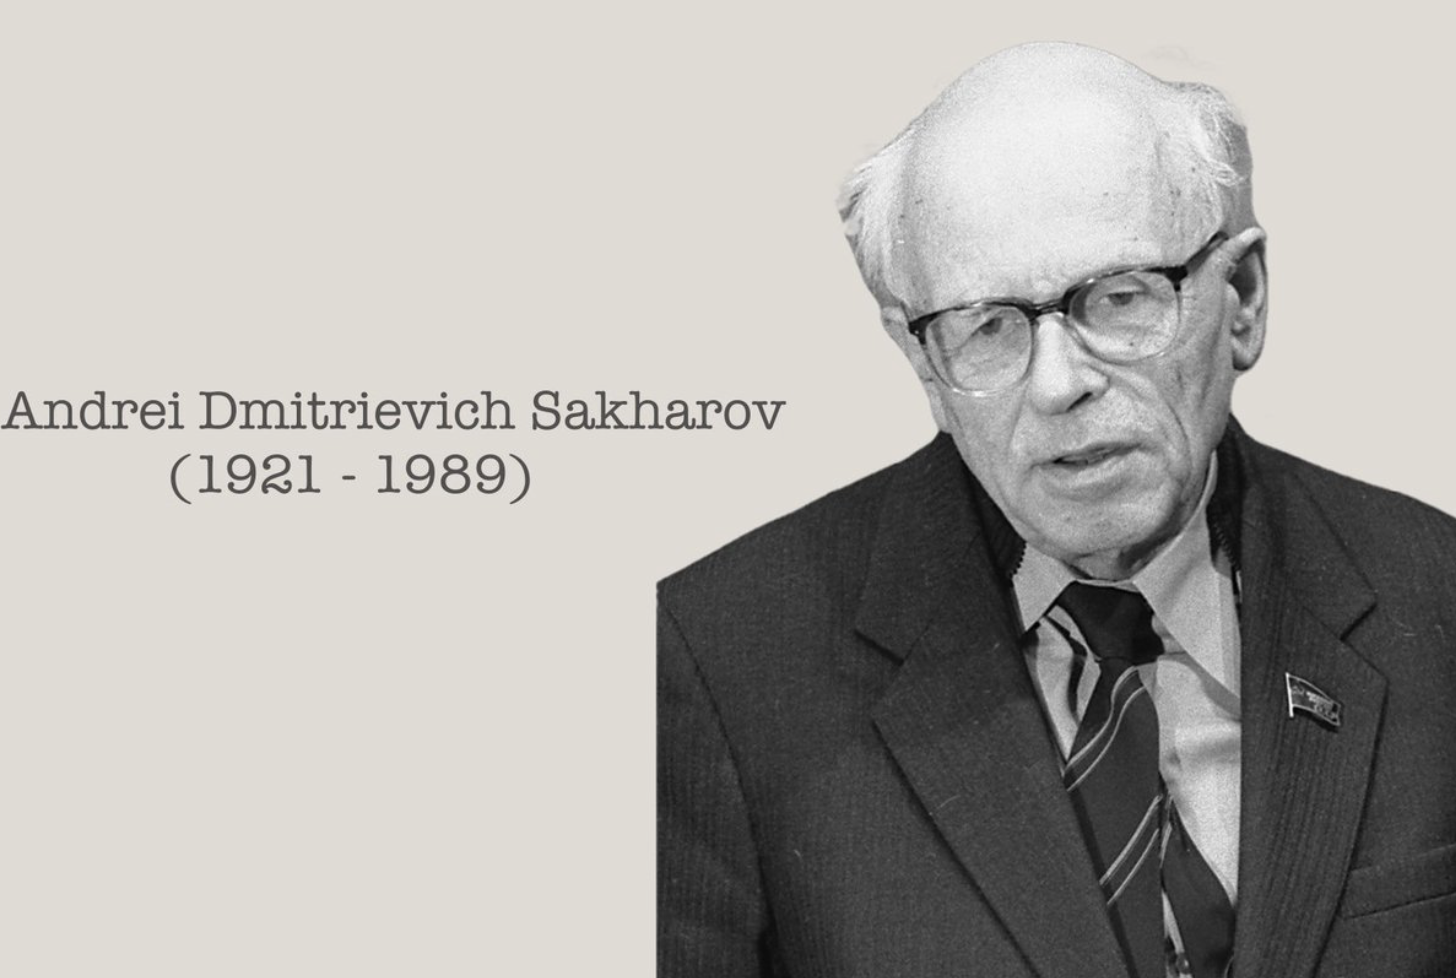 Andrei Dmitrievich Sakharov
(1921 - 1989)